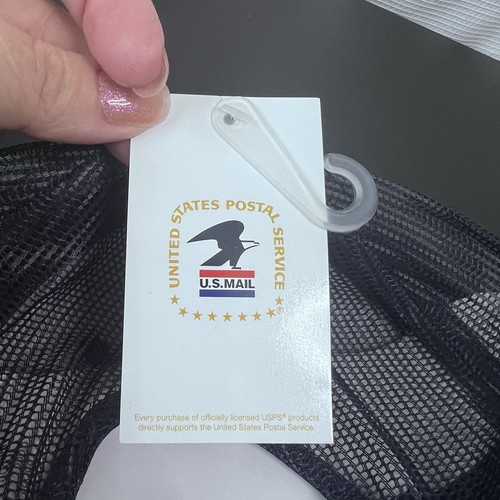 UNITED STATES POSTAL SERVICE
U.S.MAIL
®
Every purchase of officially licensed USPS® products
directly supports the United States Postal Service.